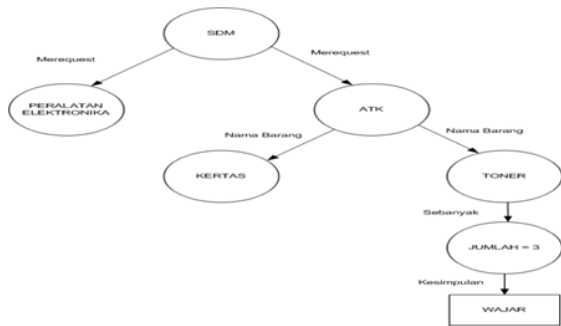 SDM
Merequest
Merequest
PERALATAN
ELEKTRONIKA
ATK
Nama Barang
Nama Barang
KERTAS
TONER
Sebanyak
JUMLAH = 3
Kesimpulan
WAJAR